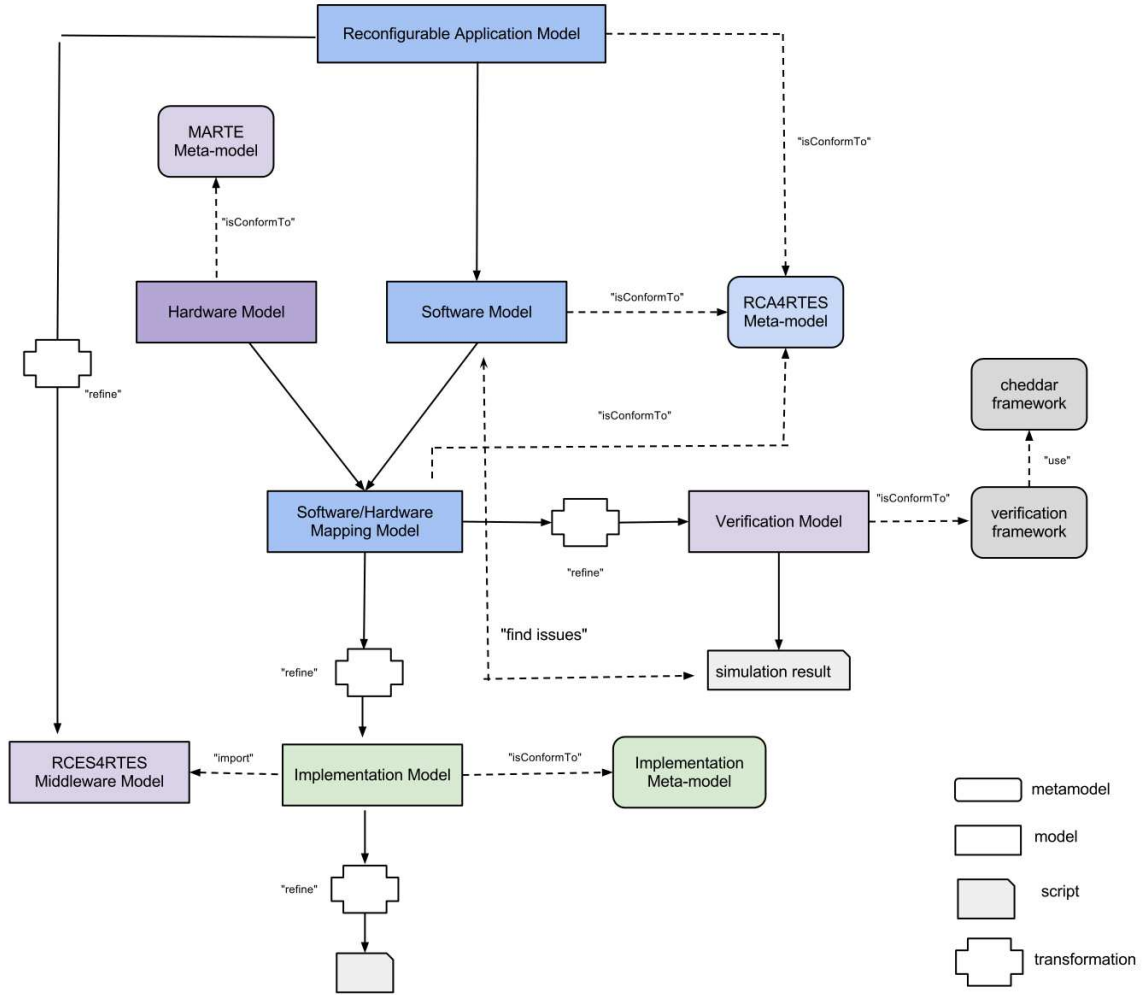 Reconfigurable Application Model
MARTE
Meta-model
"isConformTo"
"isConformTo"
Hardware Model
Software Model
"isConformTo"
RCA4RTES
Meta-model
"refine"
cheddar
framework
"isConformTo"
"use"
Software/Hardware
Mapping Model
"refine"
Verification Model
"isConformTo"
verification
framework
"find issues"
"refine"
simulation result
RCES4RTES
Middleware Model
"import"
Implementation Model
"isConformTo"
Implementation
Meta-model
"refine"
metamodel
model
script
transformation